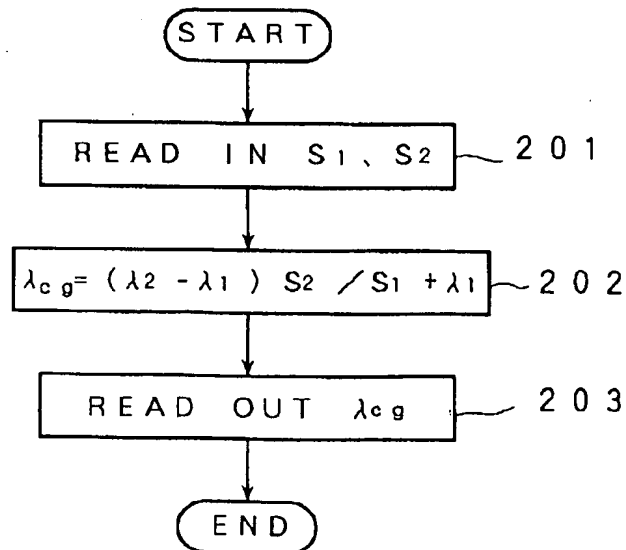 START
READ IN S1、S2
201
λcg=(λ2 -λ1) S2 /S1 +λ1
202
READ OUT λcg
203
END